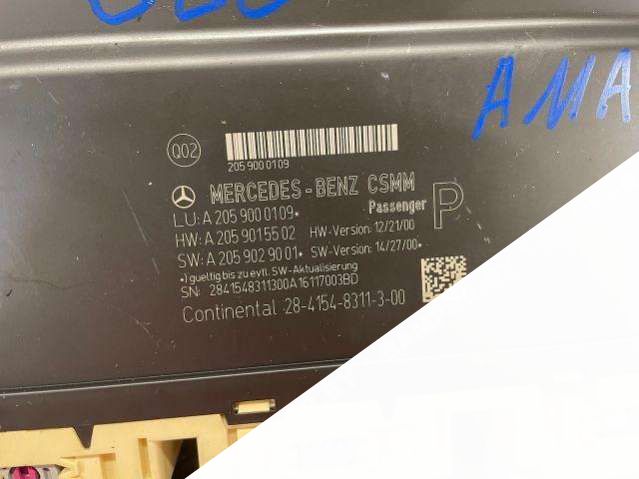 AMA
Q02
205 900 0109
MERCEDES-BENZ CSMM
LU: A 205 900 01 09•
Passenger P
HW: A 205 901 55 02 HW-Version: 12/21/00
SW: A 205 902 90 01• SW-Version: 14/27/00•
•) gueltig bis zu evtl. SW-Aktualisierung
SN: 2841548311300A16117003BD
Continental :28-4154-8311-3-00